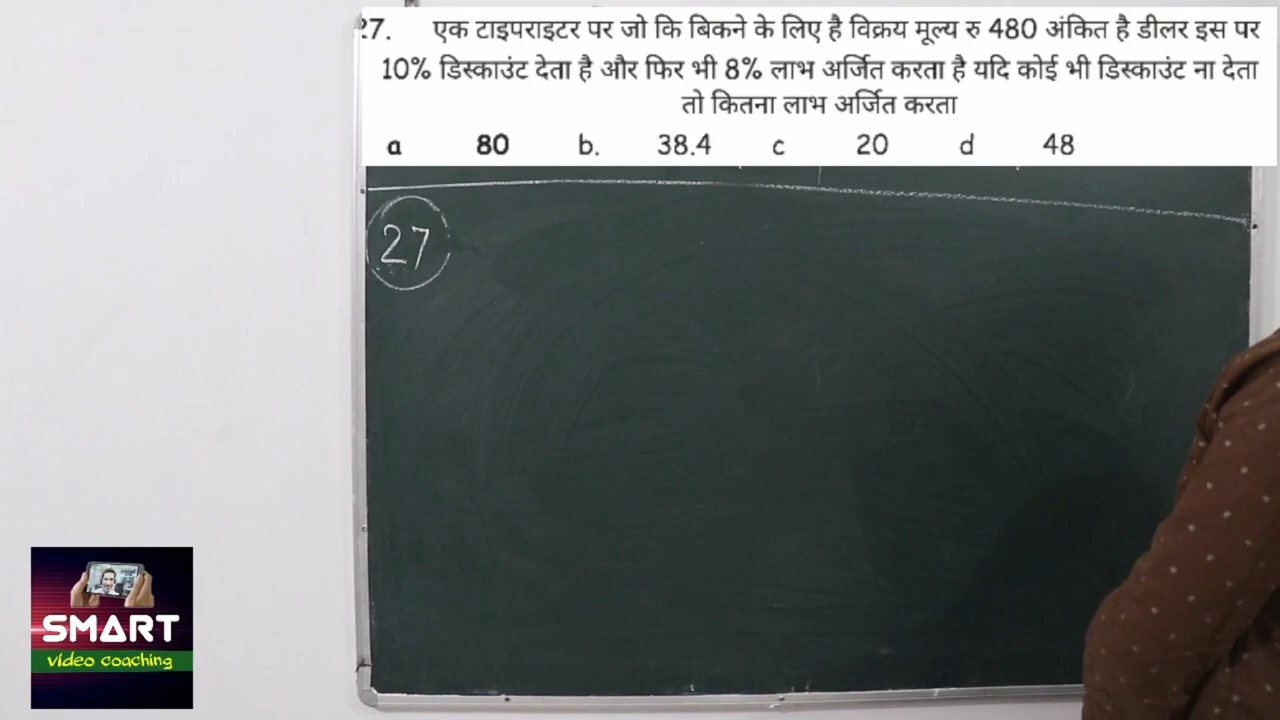 27. एक टाइपराइटर पर जो कि बिकने के लिए है विक्रय मूल्य रु 480 अंकित है डीलर इस पर
10% डिस्काउंट देता है और फिर भी 8% लाभ अर्जित करता है यदि कोई भी डिस्काउंट ना देता
तो कितना लाभ अर्जित करता
a 80 b. 38.4 c 20 d 48
27
SMART
video coaching